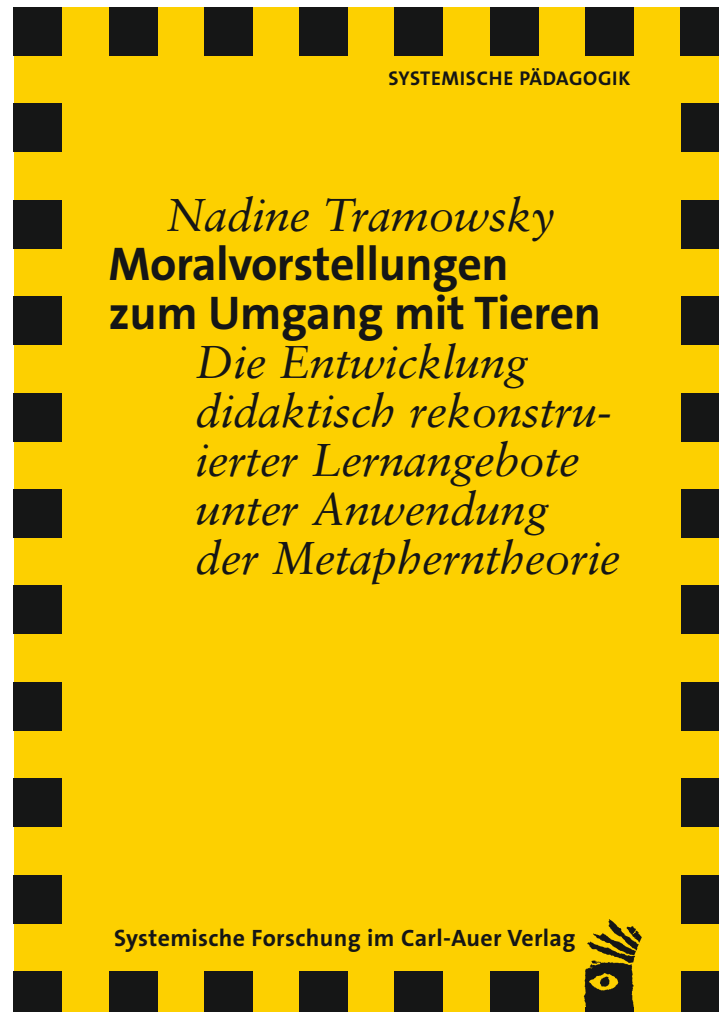 SYSTEMISCHE PÄDAGOGIK
Nadine Tramowsky
Moralvorstellungen
zum Umgang mit Tieren
Die Entwicklung
didaktisch rekonstru-
ierter Lernangebote
unter Anwendung
der Metapherntheorie
Systemische Forschung im Carl-Auer Verlag